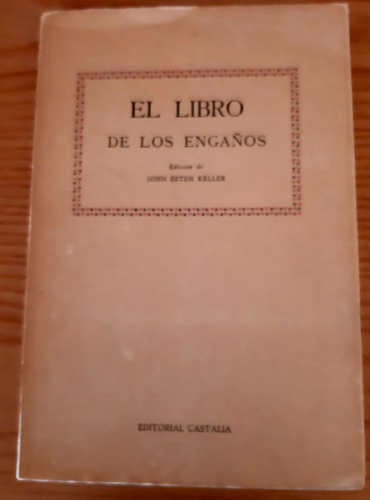 EL LIBRO
DE LOS ENGAÑOS
Edición de
JOHN ESTEN KELLER
EDITORIAL CASTALIA